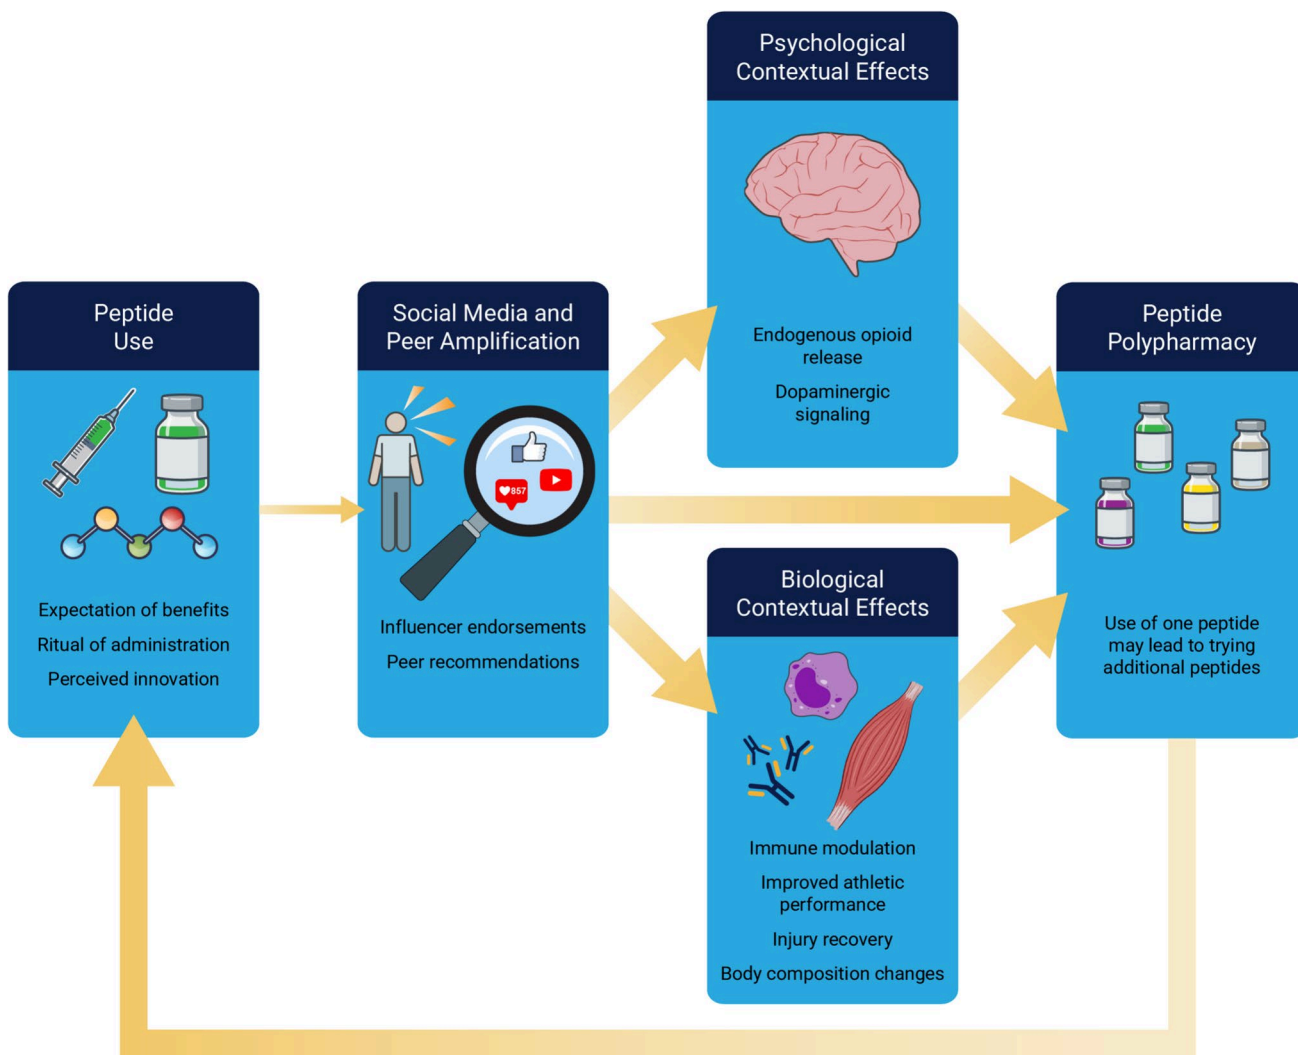 Peptide
Use
Expectation of benefits
Ritual of administration
Perceived innovation
Social Media and
Peer Amplification
857
Influencer endorsements
Peer recommendations
Psychological
Contextual Effects
Endogenous opioid
release
Dopaminergic
signaling
Biological
Contextual Effects
Immune modulation
Improved athletic
performance
Injury recovery
Body composition changes
Peptide
Polypharmacy
Use of one peptide
may lead to trying
additional peptides